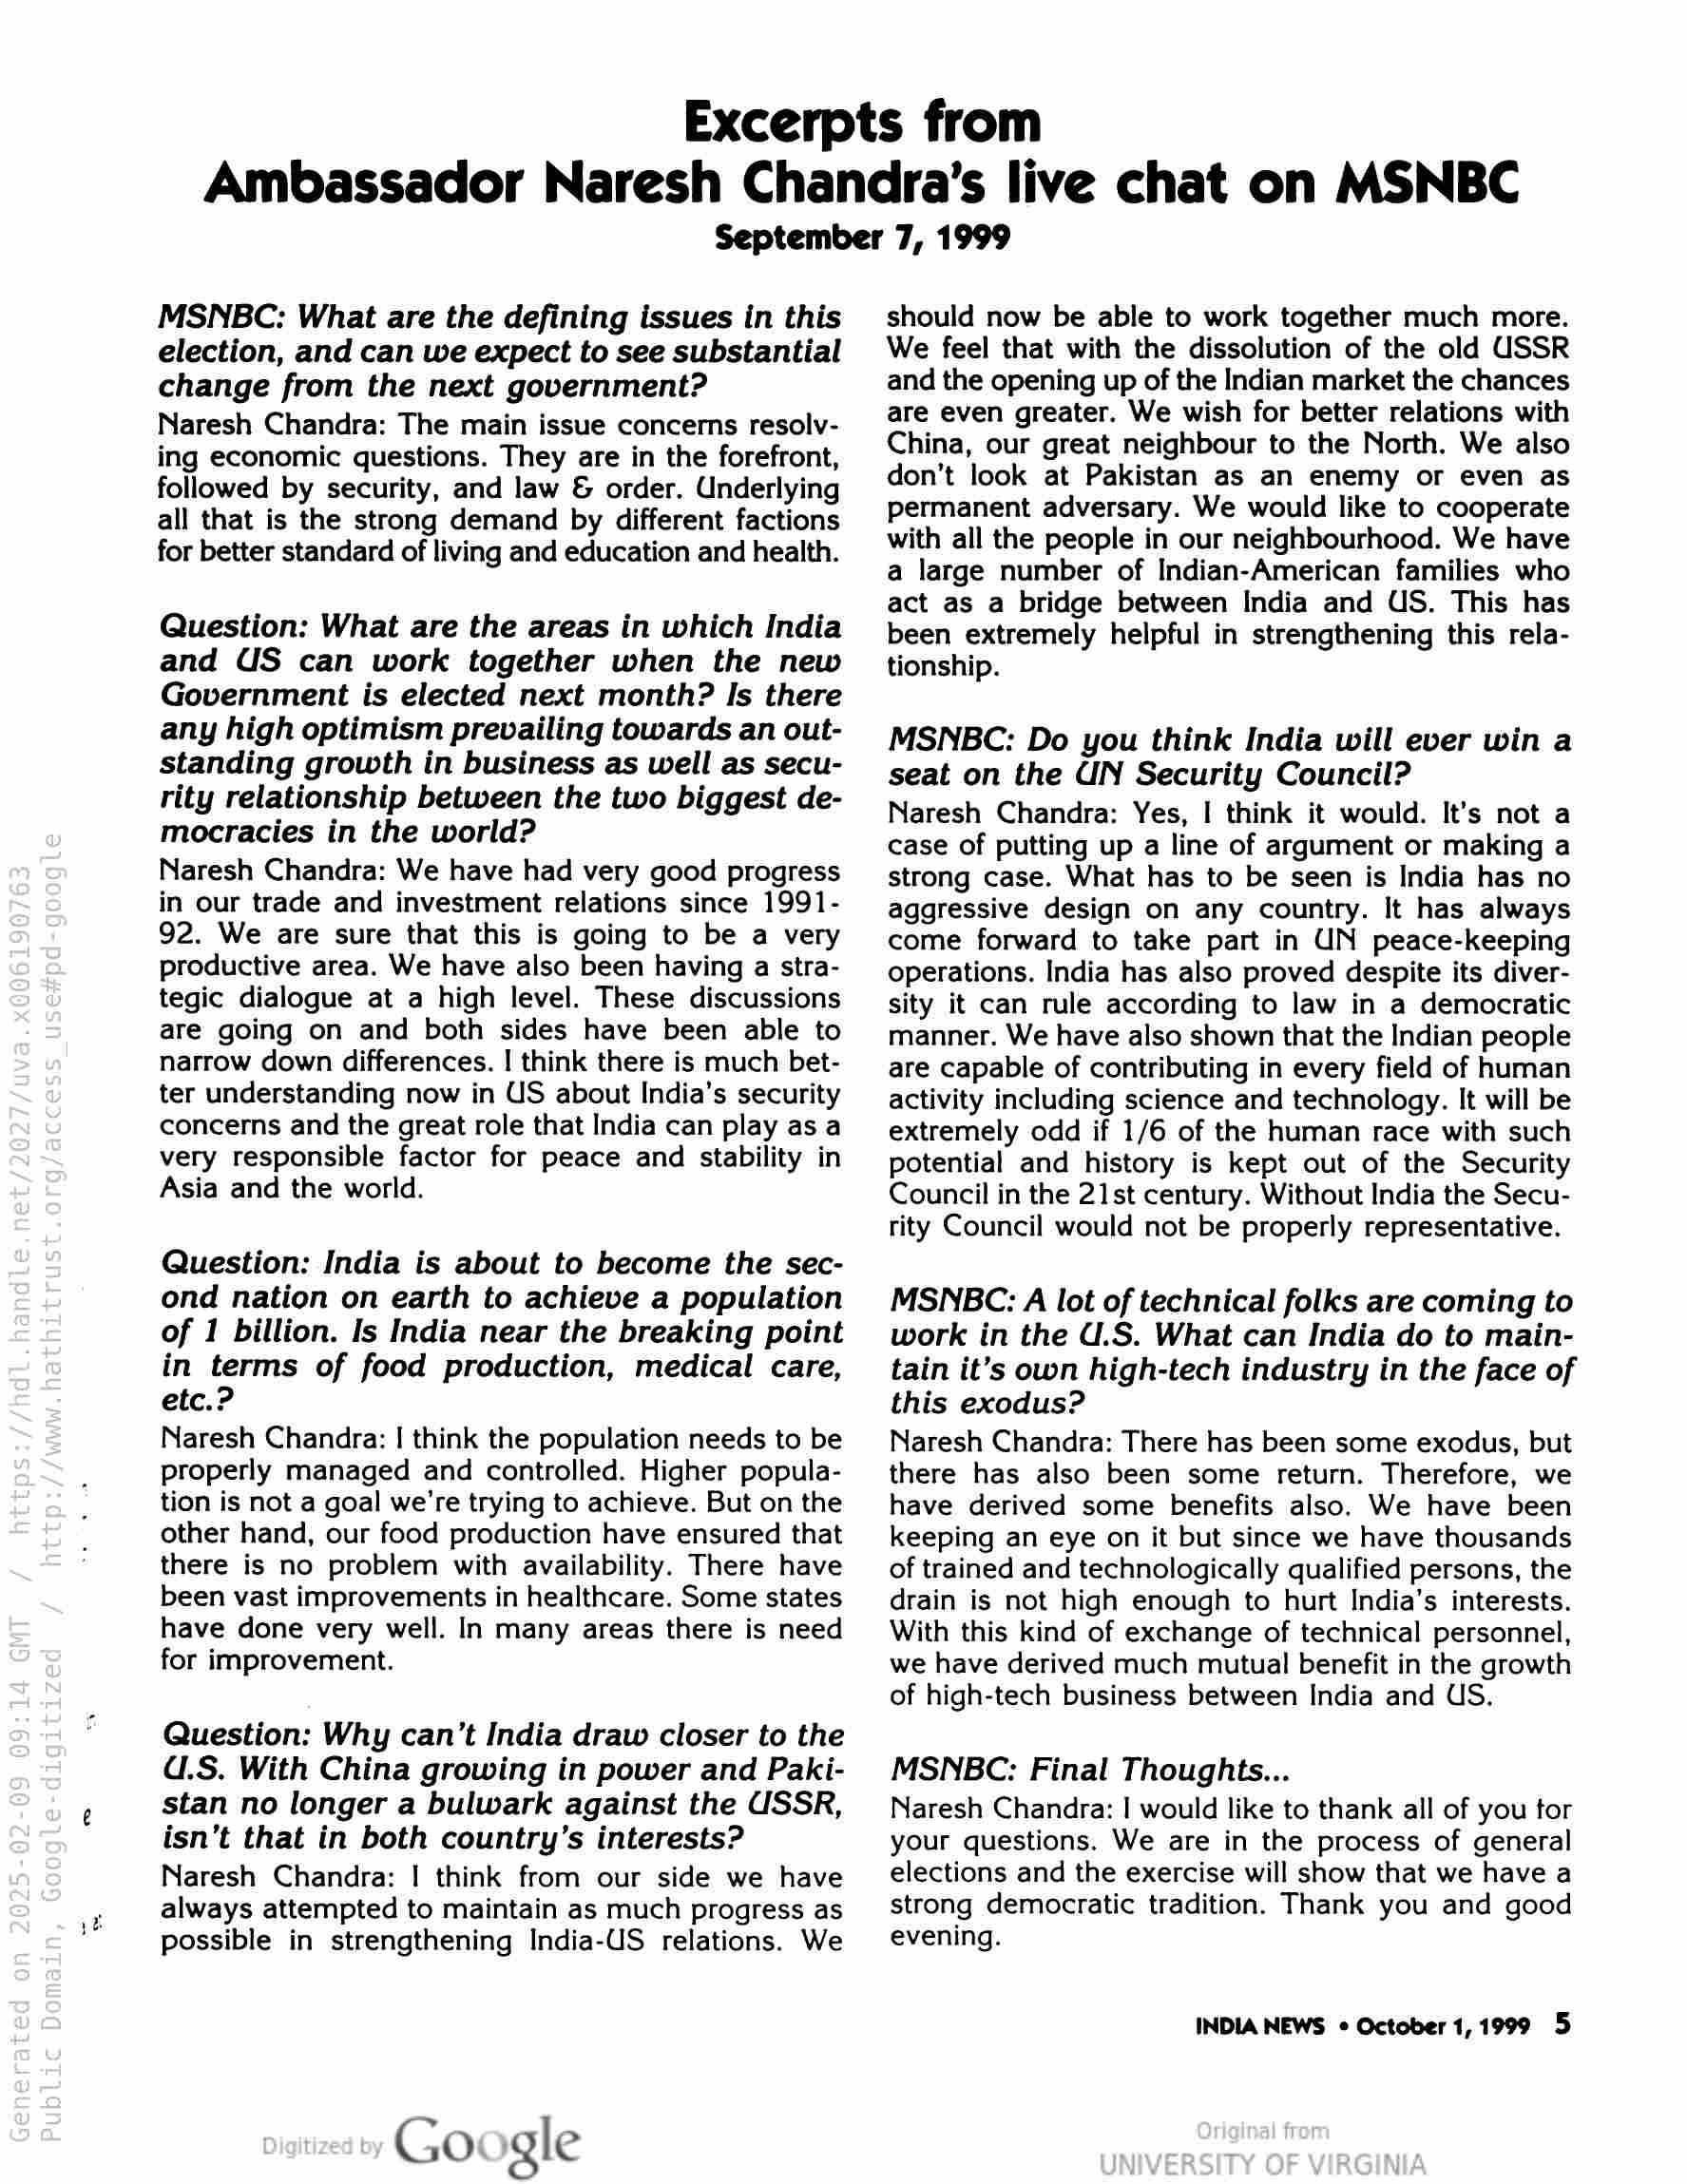 Excerpts from
Ambassador Naresh Chandra's live chat on MSNBC
September 7, 1999
MSNBC: What are the defining issues in this
election, and can we expect to see substantial
change from the next government?
Naresh Chandra: The main issue concerns resolv-
ing economic questions. They are in the forefront,
followed by security, and law & order. Underlying
all that is the strong demand by different factions
for better standard of living and education and health.
Question: What are the areas in which India
and US can work together when the new
Government is elected next month? Is there
any high optimism prevailing towards an out-
standing growth in business as well as secu-
rity relationship between the two biggest de-
mocracies in the world?
Naresh Chandra: We have had very good progress
in our trade and investment relations since 1991-
92. We are sure that this is going to be a very
productive area. We have also been having a stra-
tegic dialogue at a high level. These discussions
are going on and both sides have been able to
narrow down differences. I think there is much bet-
ter understanding now in US about India's security
concerns and the great role that India can play as a
very responsible factor for peace and stability in
Asia and the world.
Question: India is about to become the sec-
ond nation on earth to achieve a population
of 1 billion. Is India near the breaking point
in terms of food production, medical care,
etc.?
Naresh Chandra: I think the population needs to be
properly managed and controlled. Higher popula-
tion is not a goal we're trying to achieve. But on the
other hand, our food production have ensured that
there is no problem with availability. There have
been vast improvements in healthcare. Some states
have done very well. In many areas there is need
for improvement.
Question: Why can't India draw closer to the
U.S. With China growing in power and Paki-
stan no longer a bulwark against the USSR,
isn't that in both country's interests?
Naresh Chandra: I think from our side we have
always attempted to maintain as much progress as
possible in strengthening India-US relations. We
should now be able to work together much more.
We feel that with the dissolution of the old USSR
and the opening up of the Indian market the chances
are even greater. We wish for better relations with
China, our great neighbour to the North. We also
don't look at Pakistan as an enemy or even as
permanent adversary. We would like to cooperate
with all the people in our neighbourhood. We have
a large number of Indian-American families who
act as a bridge between India and US. This has
been extremely helpful in strengthening this rela-
tionship.
MSNBC: Do you think India will ever win a
seat on the UN Security Council?
Naresh Chandra: Yes, I think it would. It's not a
case of putting up a line of argument or making a
strong case. What has to be seen is India has no
aggressive design on any country. It has always
come forward to take part in UN peace-keeping
operations. India has also proved despite its diver-
sity it can rule according to law in a democratic
manner. We have also shown that the Indian people
are capable of contributing in every field of human
activity including science and technology. It will be
extremely odd if 1/6 of the human race with such
potential and history is kept out of the Security
Council in the 21st century. Without India the Secu-
rity Council would not be properly representative.
MSNBC: A lot of technical folks are coming to
work in the U.S. What can India do to main-
tain it's own high-tech industry in the face of
this exodus?
Naresh Chandra: There has been some exodus, but
there has also been some return. Therefore, we
have derived some benefits also. We have been
keeping an eye on it but since we have thousands
of trained and technologically qualified persons, the
drain is not high enough to hurt India's interests.
With this kind of exchange of technical personnel,
we have derived much mutual benefit in the growth
of high-tech business between India and US.
MSNBC: Final Thoughts...
Naresh Chandra: I would like to thank all of you for
your questions. We are in the process of general
elections and the exercise will show that we have a
strong democratic tradition. Thank you and good
evening.
INDIA NEWS • October 1, 1999 5
Generated on 2025-02-09 09:14 GMT / https://hdl.handle.net/2027/uva.x006190763
Public Domain, Google-digitized / http://www.hathitrust.org/access_use#pd-google
Digitized by Google
Original from
UNIVERSITY OF VIRGINIA